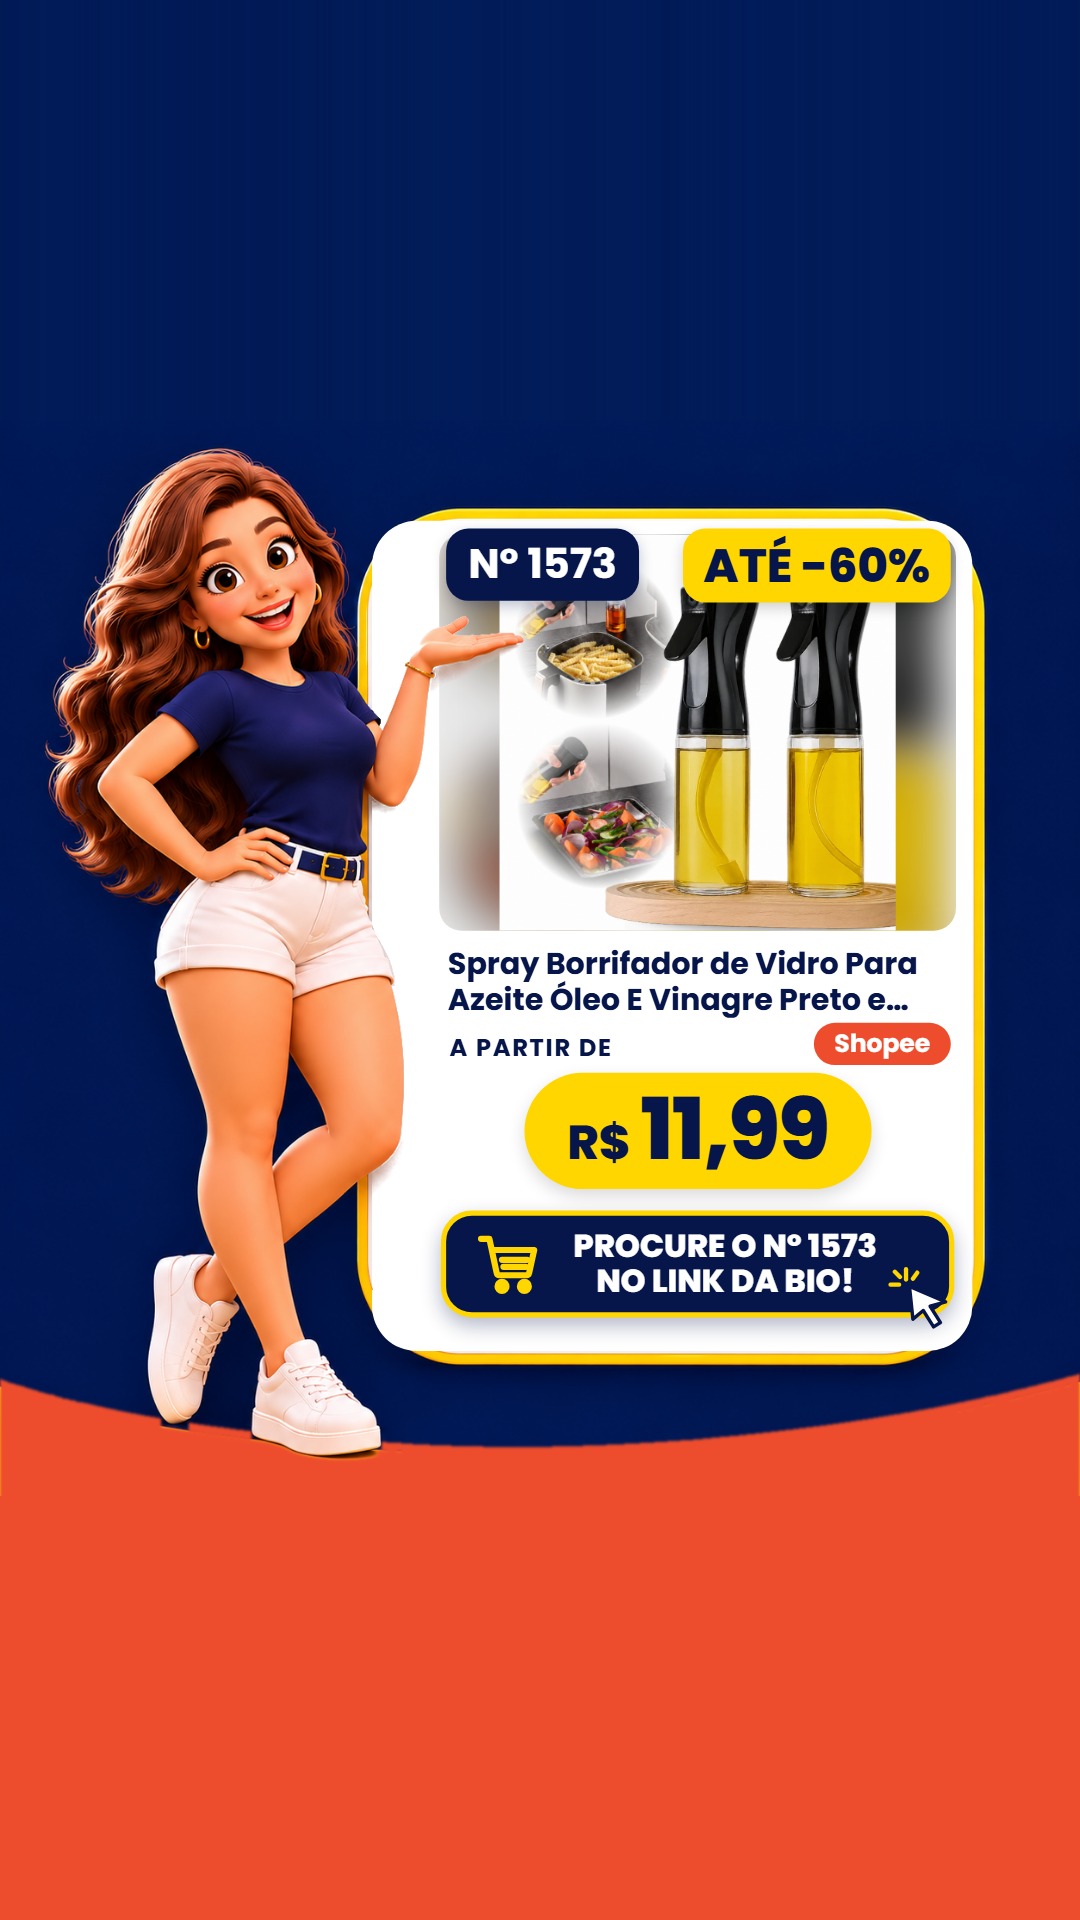 Nº 1573
ATÉ -60%
Spray Borrifador de Vidro Para
Azeite Óleo E Vinagre Preto e...
A PARTIR DE
Shopee
R$ 11,99
PROCURE O Nº 1573
NO LINK DA BIO!